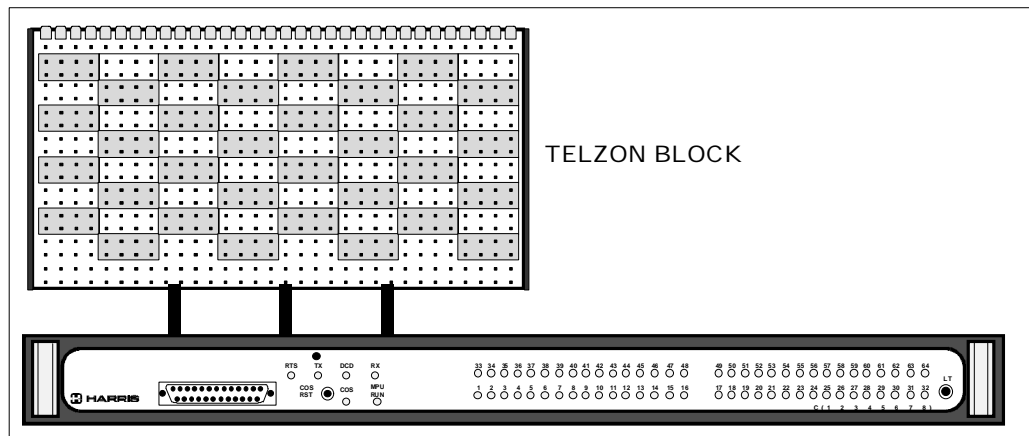 TELZON BLOCK
RTS TX DCD RX
33 34 35 36 37 38 39 40 41 42 43 44 45 46 47 48
49 50 51 52 53 54 55 56 57 58 59 60 61 62 63 64
LT
COS RST
COS
MPU RUN
1 2 3 4 5 6 7 8 9 10 11 12 13 14 15 16
17 18 19 20 21 22 23 24 25 26 27 28 29 30 31 32
HARRIS
C ( 1 2 3 4 5 6 7 8 )